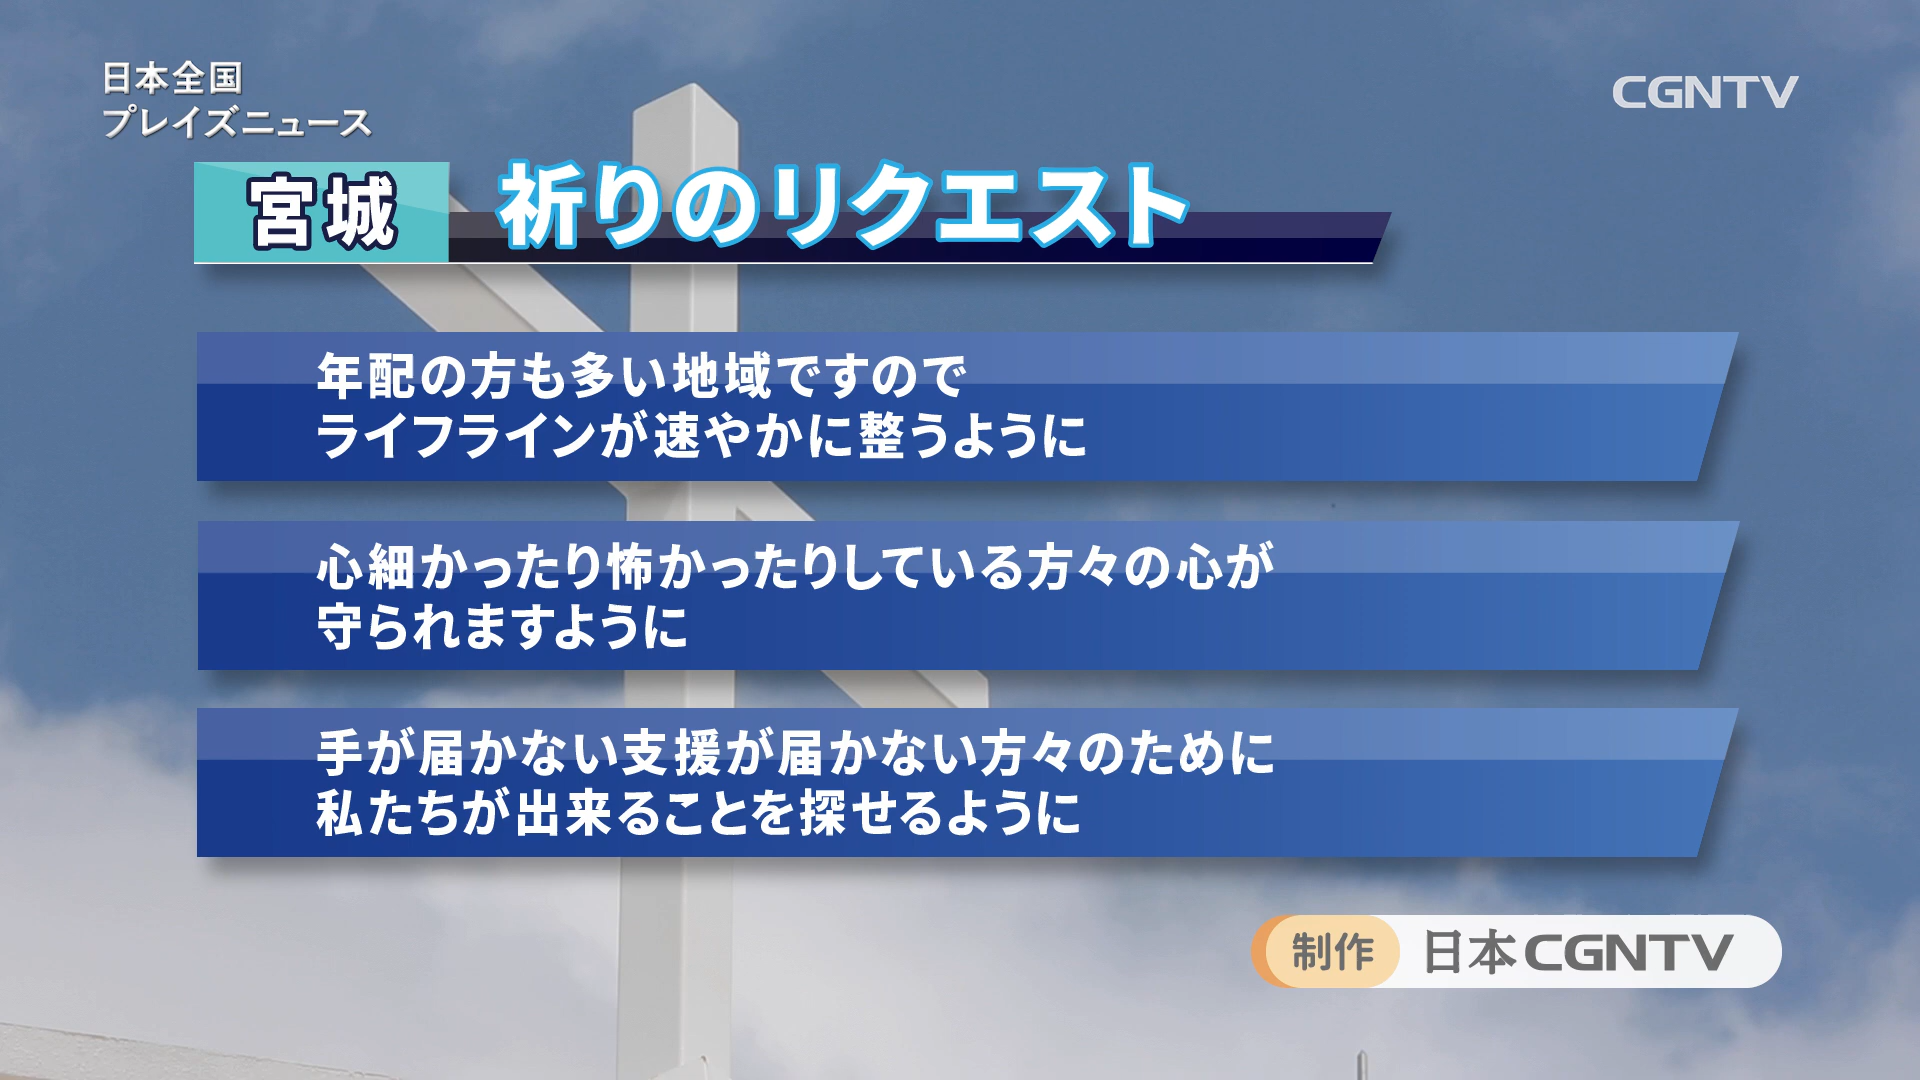 日本全国
プレイズニュース
CGNTV
宮城
祈りのリクエスト
年配の方も多い地域ですので
ライフラインが速やかに整うように
心細かったり怖かったりしている方々の心が
守られますように
手が届かない支援が届かない方々のために
私たちが出来ることを探せるように
制作 日本CGNTV